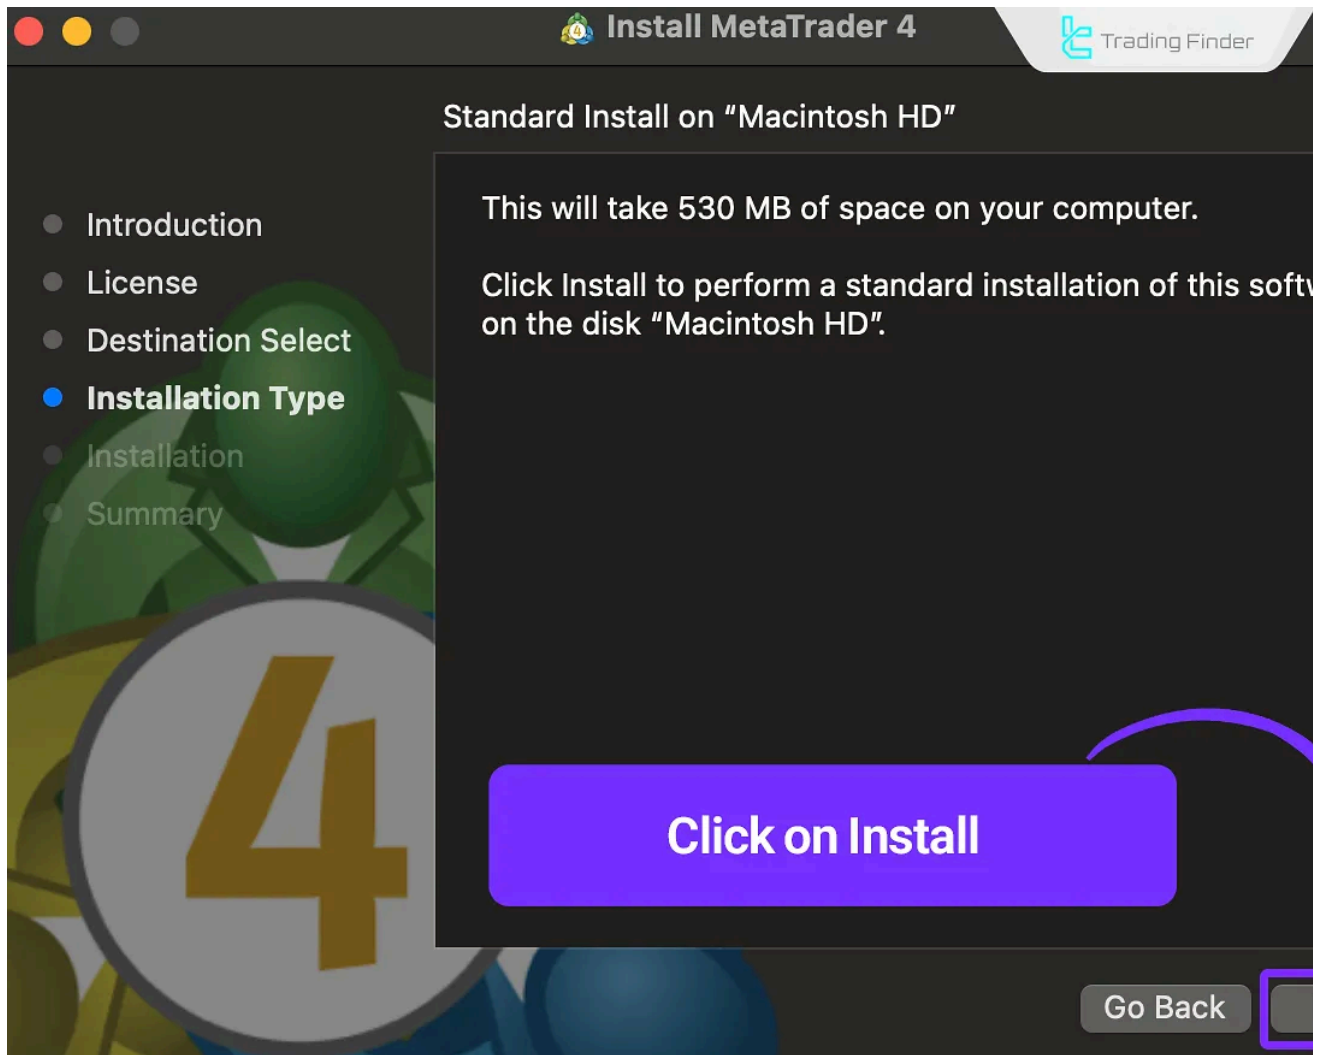 Install MetaTrader 4
Trading Finder
Standard Install on “Macintosh HD”
Introduction
License
Destination Select
Installation Type
Installation
Summary
This will take 530 MB of space on your computer.
Click Install to perform a standard installation of this
on the disk “Macintosh HD”.
4
Click on Install
Go Back